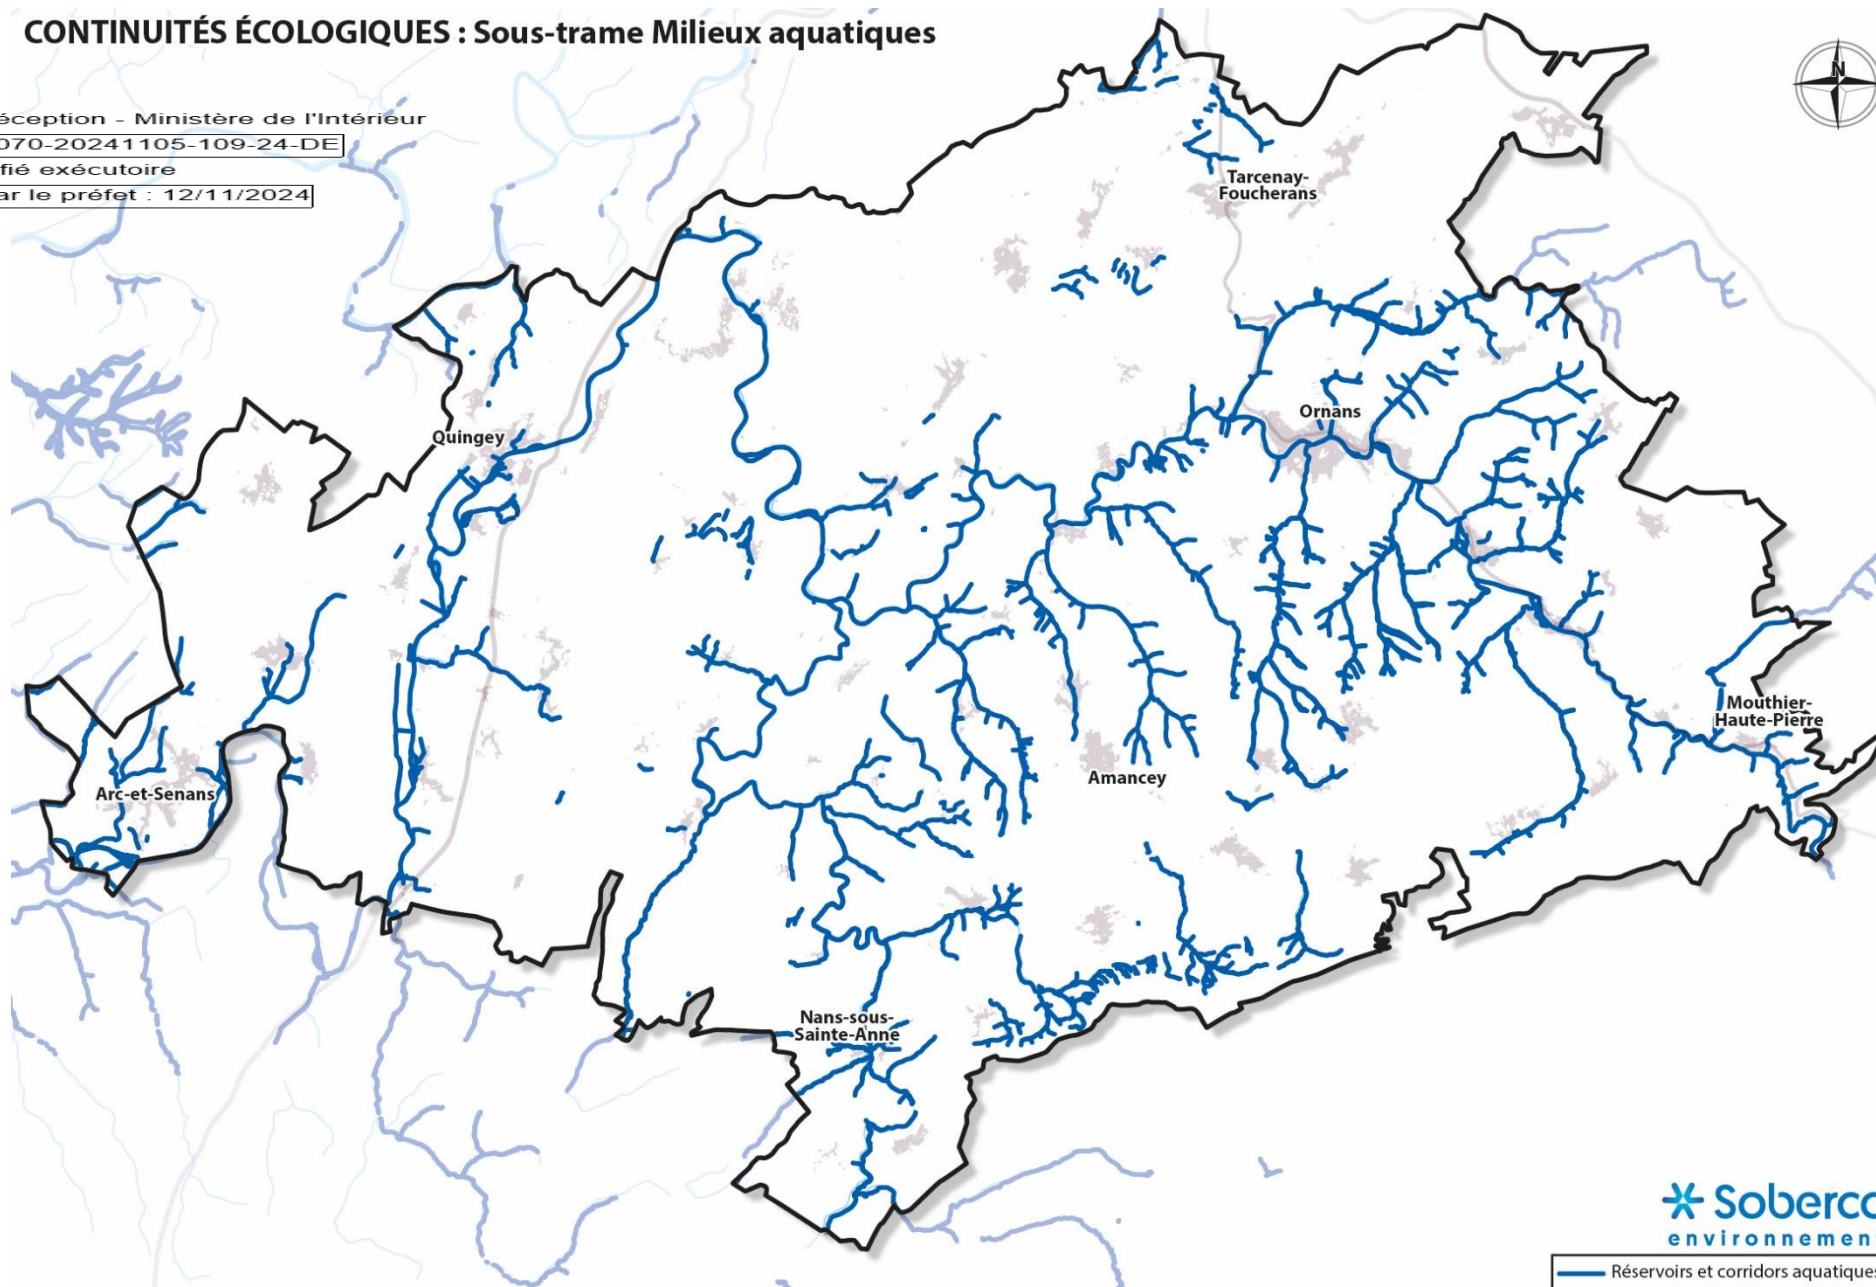 CONTINUITÉS ÉCOLOGIQUES : Sous-trame Milieux aquatiques
éception - Ministère de l'Intérieur
070-20241105-109-24-DE
fié exécutoire
ar le préfet : 12/11/2024
N
Tarcenay-
Foucherans
Ornans
Quingey
Mouthier-
Haute-Pierre
Amancey
Arc-et-Senans
Nans-sous-
Sainte-Anne
Soberco
environnement
Réservoirs et corridors aquatiques